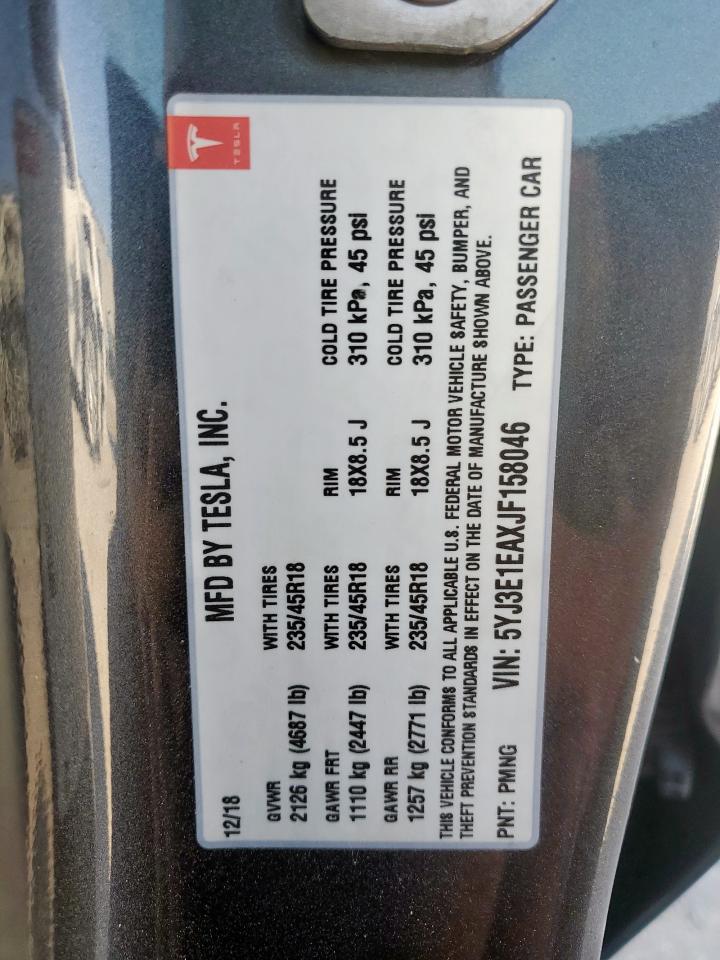 12/18 MFD BY TESLA, INC. TESLA
GVWR WITH TIRES
2126 kg (4687 lb) 235/45R18
GAWR FRT WITH TIRES RIM COLD TIRE PRESSURE
1110 kg (2447 lb) 235/45R18 18X8.5 J 310 kPa, 45 psi
GAWR RR WITH TIRES RIM COLD TIRE PRESSURE
1257 kg (2771 lb) 235/45R18 18X8.5 J 310 kPa, 45 psi
THIS VEHICLE CONFORMS TO ALL APPLICABLE U.S. FEDERAL MOTOR VEHICLE SAFETY, BUMPER, AND
THEFT PREVENTION STANDARDS IN EFFECT ON THE DATE OF MANUFACTURE SHOWN ABOVE.
PNT: PMNG VIN: 5YJ3E1EAXJF158046 TYPE: PASSENGER CAR